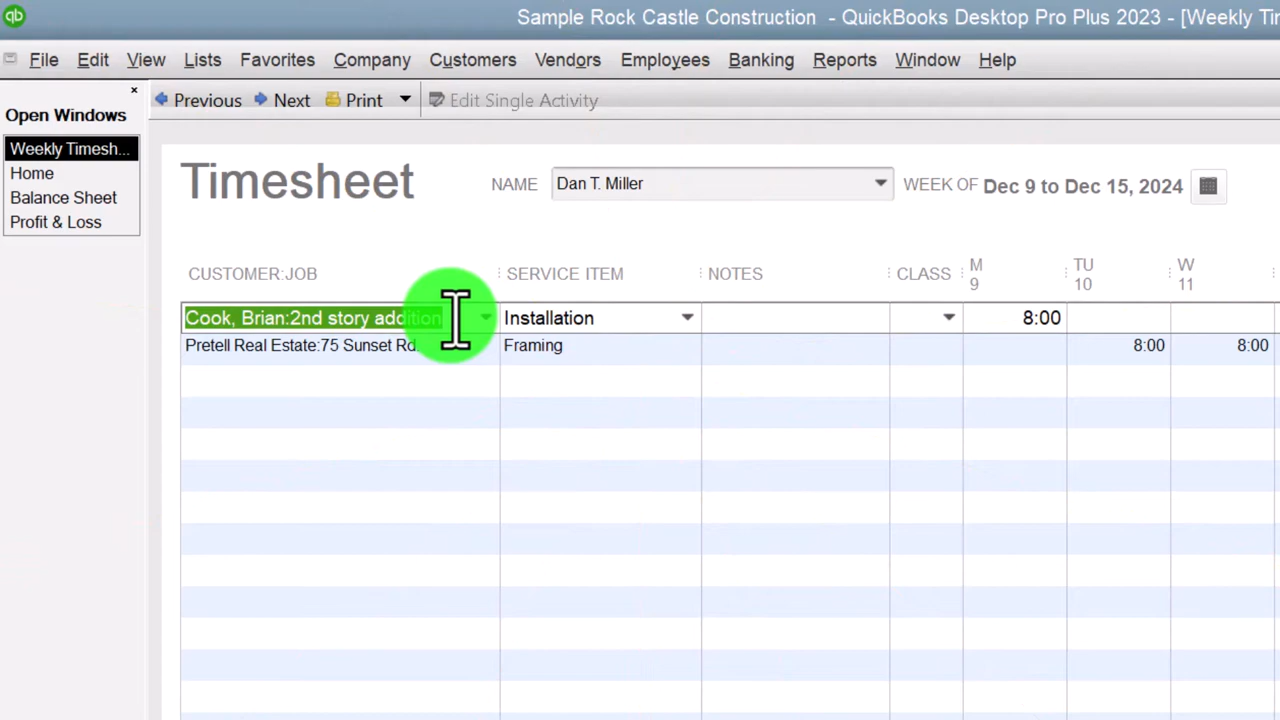 qb
Sample Rock Castle Construction - QuickBooks Desktop Pro Plus 2023 - [Weekly Ti
File Edit View Lists Favorites Company Customers Vendors Employees Banking Reports Window Help
Previous Next Print Edit Single Activity
Open Windows
Weekly Timesh...
Home
Balance Sheet
Profit & Loss
Timesheet NAME Dan T. Miller WEEK OF Dec 9 to Dec 15, 2024
CUSTOMER:JOB SERVICE ITEM NOTES CLASS M 9 TU 10 W 11
Cook, Brian:2nd story addition Installation 8:00
Pretell Real Estate:75 Sunset Rd. Framing 8:00 8:00